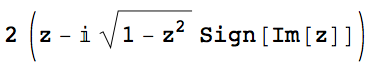 2 (z - ⅈ √(1 - z²) Sign[Im[z]])